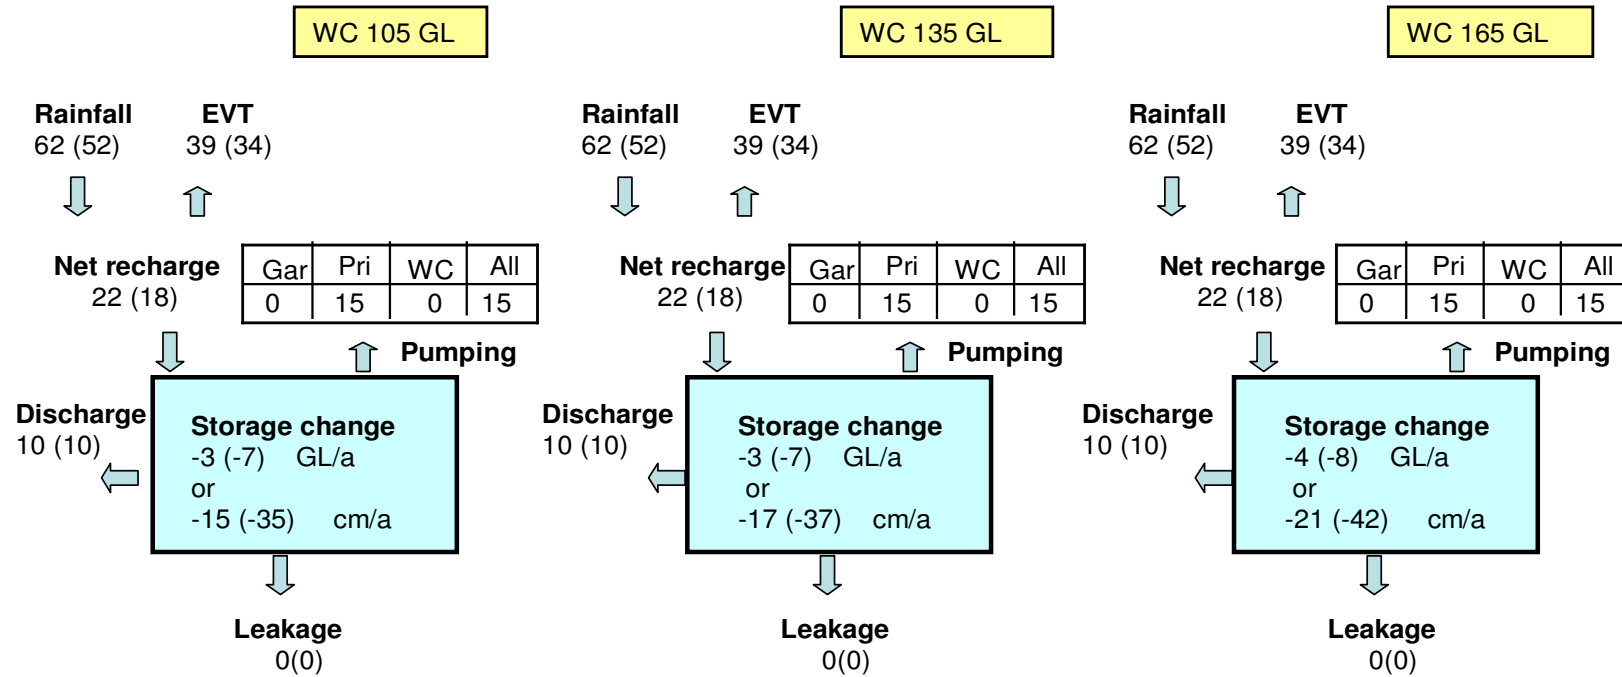 WC 105 GL
Rainfall EVT
62 (52) 39 (34)
Net recharge
22 (18)
Gar Pri WC All
0 15 0 15
Pumping
Discharge
10 (10)
Storage change
-3 (-7) GL/a
or
-15 (-35) cm/a
Leakage
0(0)
WC 135 GL
Rainfall EVT
62 (52) 39 (34)
Net recharge
22 (18)
Gar Pri WC All
0 15 0 15
Pumping
Discharge
10 (10)
Storage change
-3 (-7) GL/a
or
-17 (-37) cm/a
Leakage
0(0)
WC 165 GL
Rainfall EVT
62 (52) 39 (34)
Net recharge
22 (18)
Gar Pri WC All
0 15 0 15
Pumping
Discharge
10 (10)
Storage change
-4 (-8) GL/a
or
-21 (-42) cm/a
Leakage
0(0)